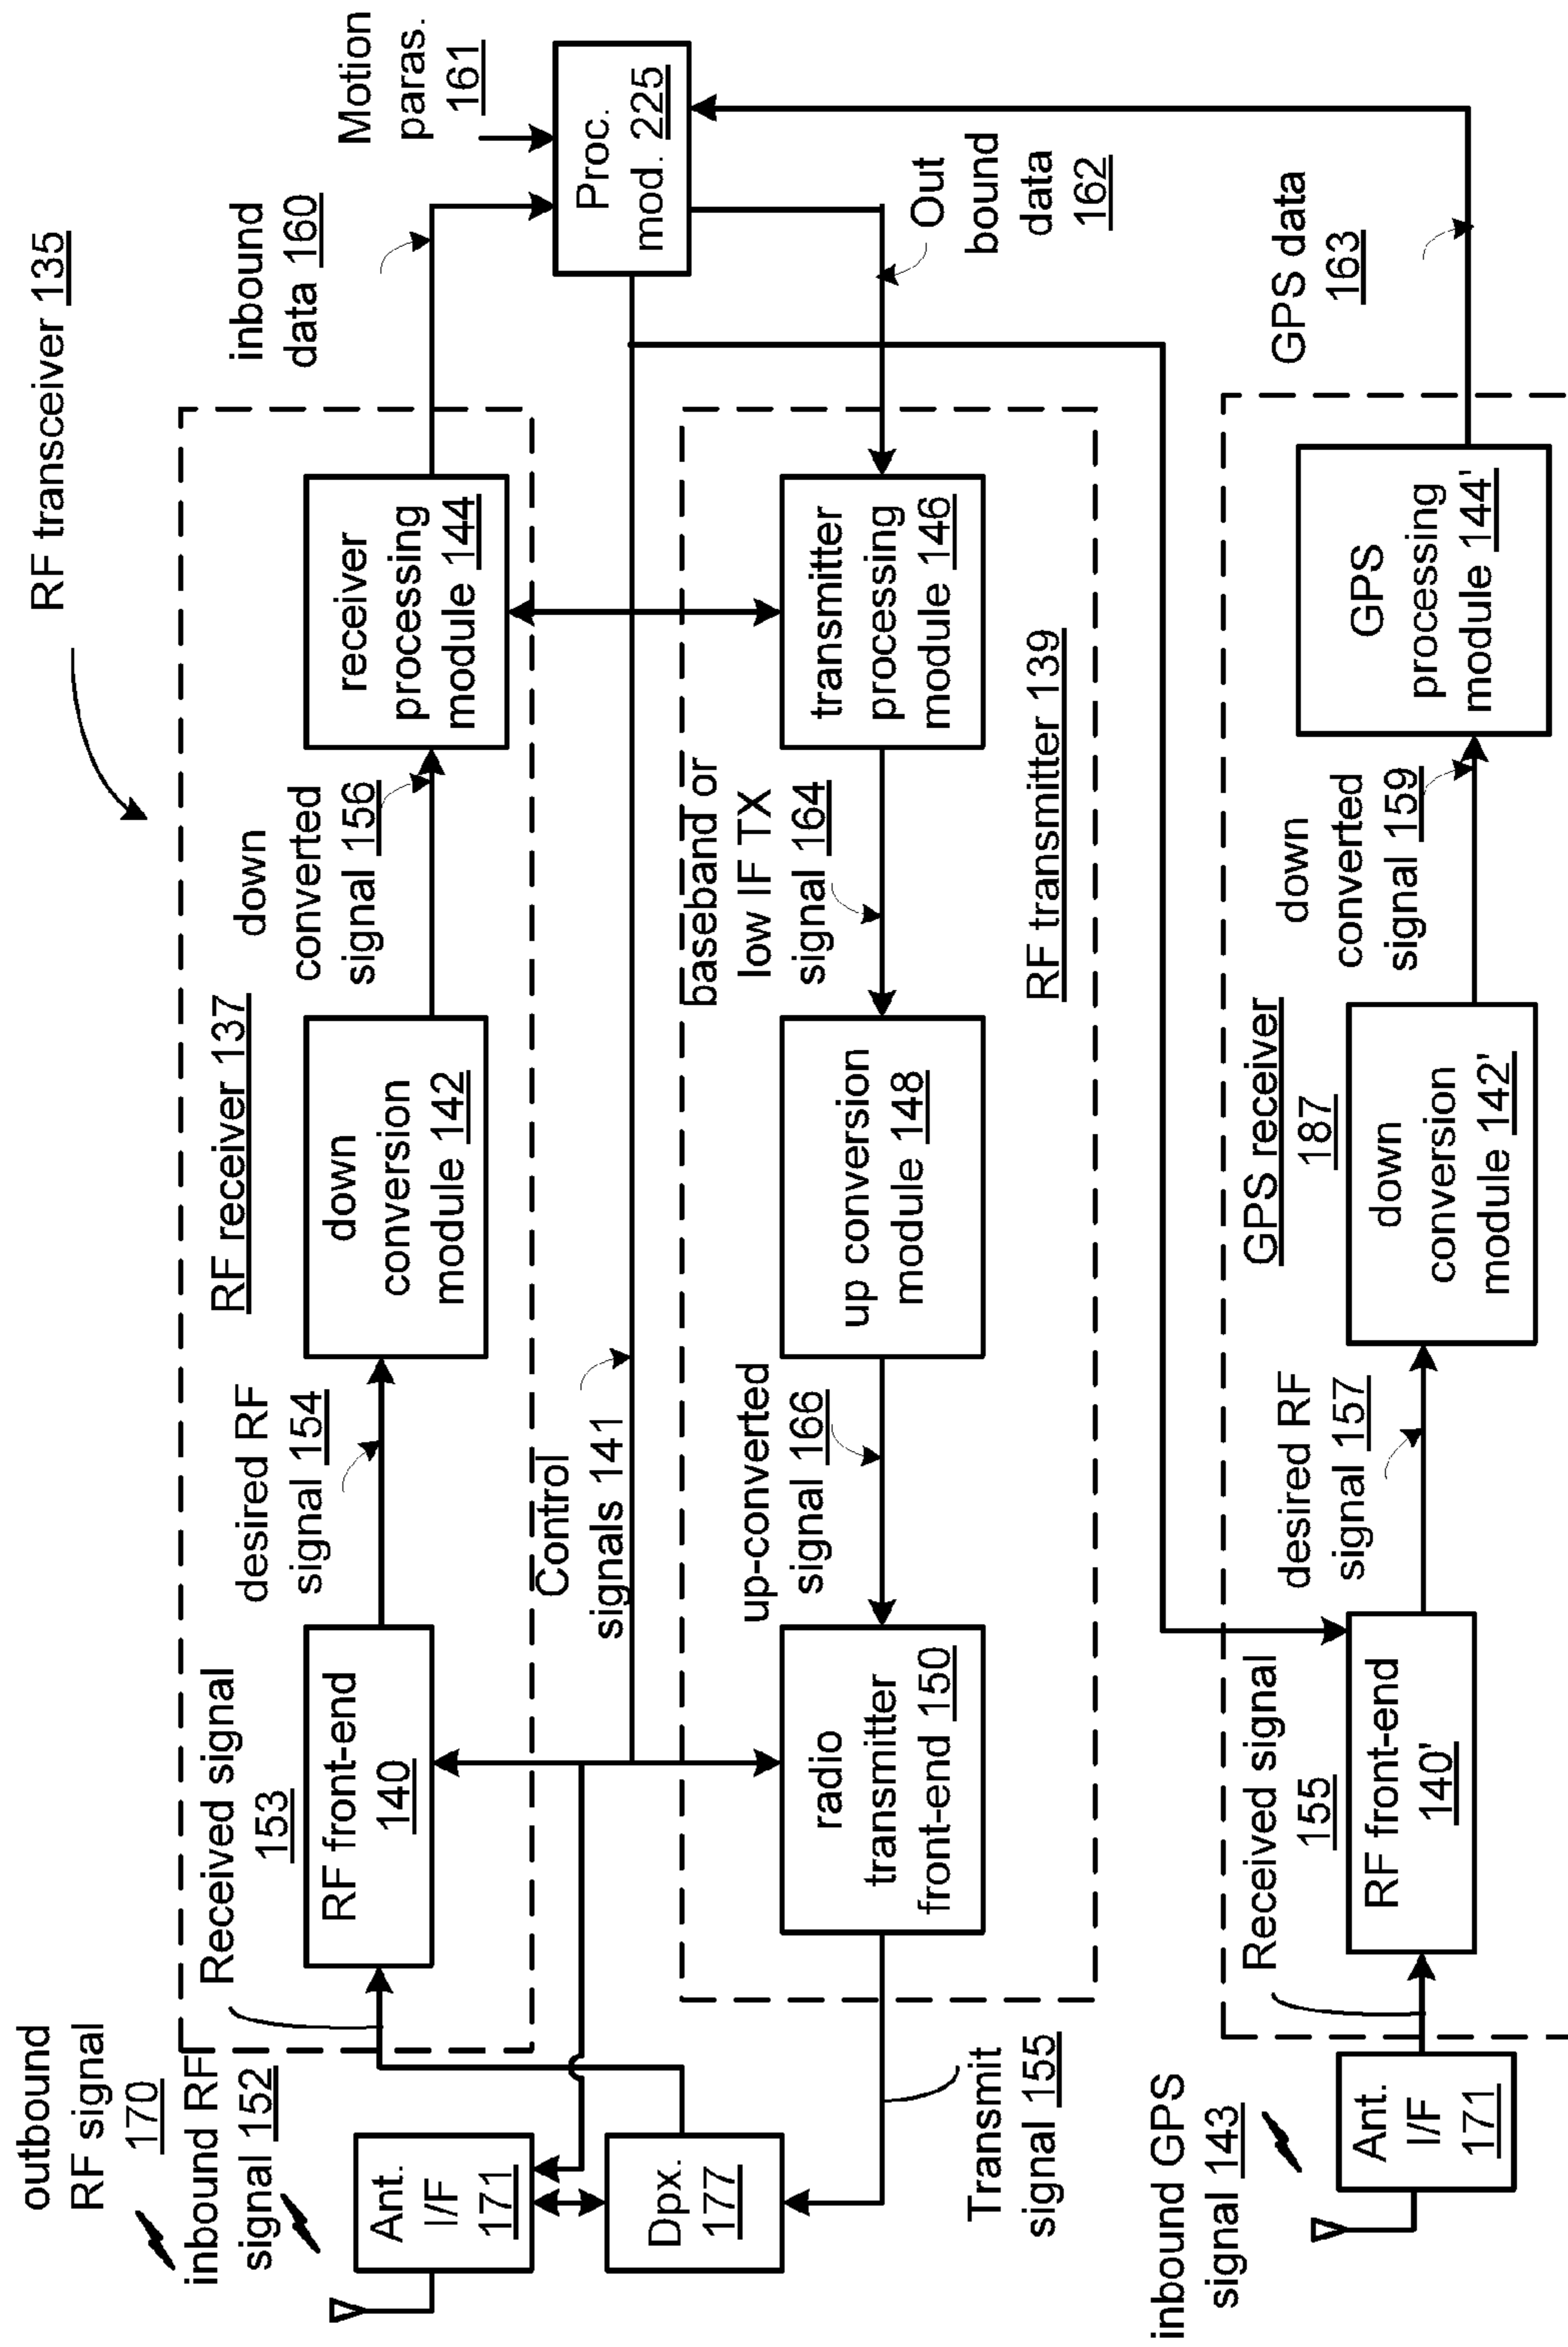 RF transceiver 135
outbound
RF signal
170
inbound RF
signal 152
Ant.
I/F
171
Dpx.
177
Received signal
153
RF front-end
140
desired RF
signal 154
RF receiver 137
down
conversion
module 142
down
converted
signal 156
receiver
processing
module 144
inbound
data 160
Motion
paras.
161
Proc.
mod. 225
Control
signals 141
Transmit
signal 155
radio
transmitter
front-end 150
up-converted
signal 166
up conversion
module 148
baseband or
low IF TX
signal 164
transmitter
processing
module 146
RF transmitter 139
Out
bound
data
162
inbound GPS
signal 143
Ant.
I/F
171
Received signal
155
RF front-end
140'
desired RF
signal 157
GPS receiver
187
down
conversion
module 142'
down
converted
signal 159
GPS
processing
module 144'
GPS data
163